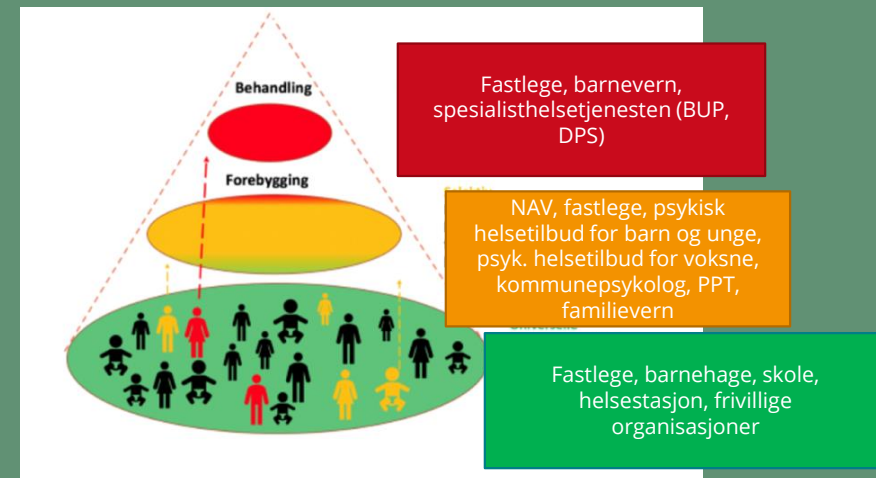 Behandling
Fastlege, barnevern,
spesialisthelsetjenesten (BUP,
DPS)
Forebygging
NAV, fastlege, psykisk
helsetilbud for barn og unge,
psyk. helsetilbud for voksne,
kommunepsykolog, PPT,
familievern
Fastlege, barnehage, skole,
helsestasjon, frivillige
organisasjoner